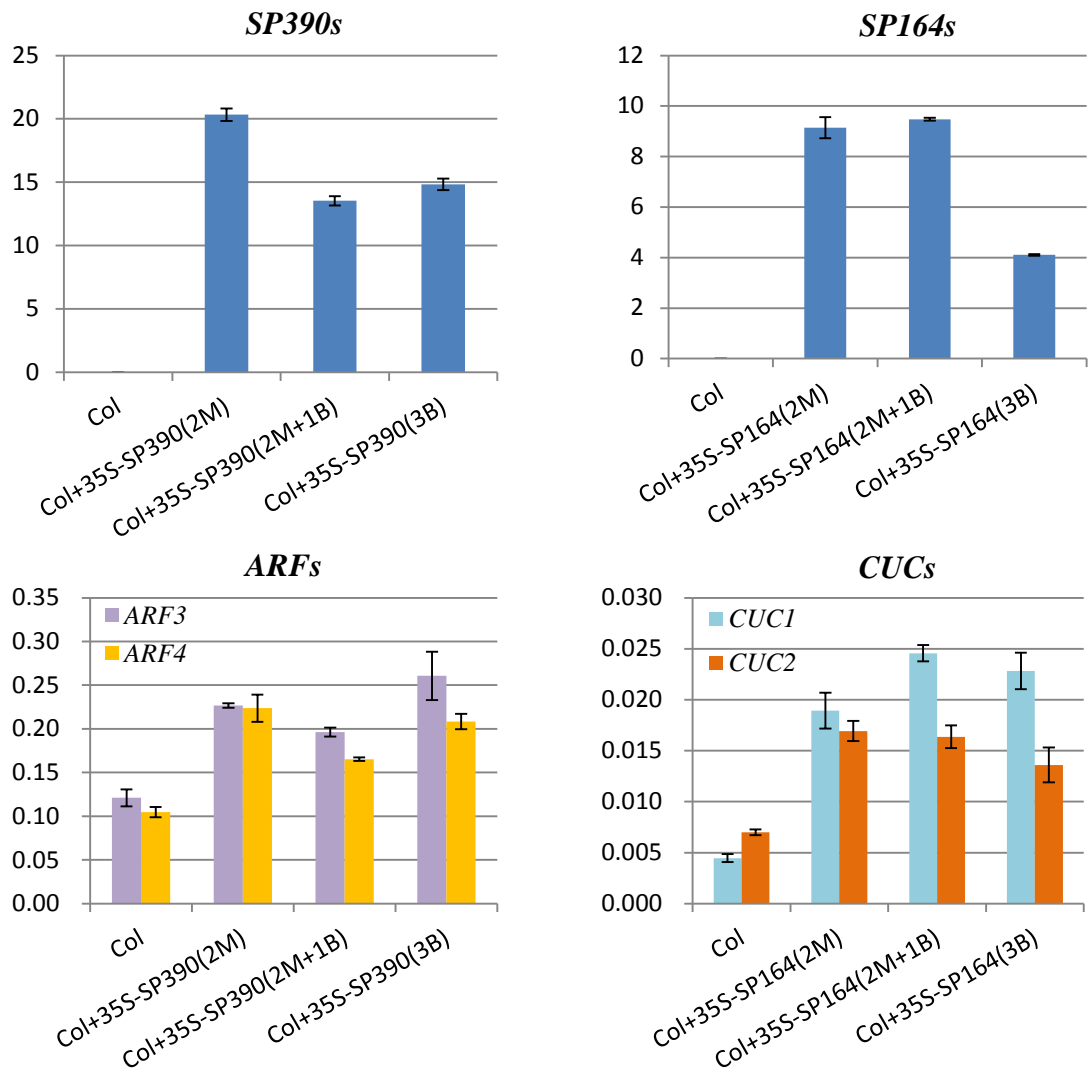 SP390s
25
20
15
10
5
0
Col
Col+35S-SP390(2M)
Col+35S-SP390(2M+1B)
Col+35S-SP390(3B)
SP164s
12
10
8
6
4
2
0
Col
Col+35S-SP164(2M)
Col+35S-SP164(2M+1B)
Col+35S-SP164(3B)
ARFs
0.35
0.30
0.25
0.20
0.15
0.10
0.05
0.00
ARF3
ARF4
Col
Col+35S-SP390(2M)
Col+35S-SP390(2M+1B)
Col+35S-SP390(3B)
CUCs
0.030
0.025
0.020
0.015
0.010
0.005
0.000
CUC1
CUC2
Col
Col+35S-SP164(2M)
Col+35S-SP164(2M+1B)
Col+35S-SP164(3B)